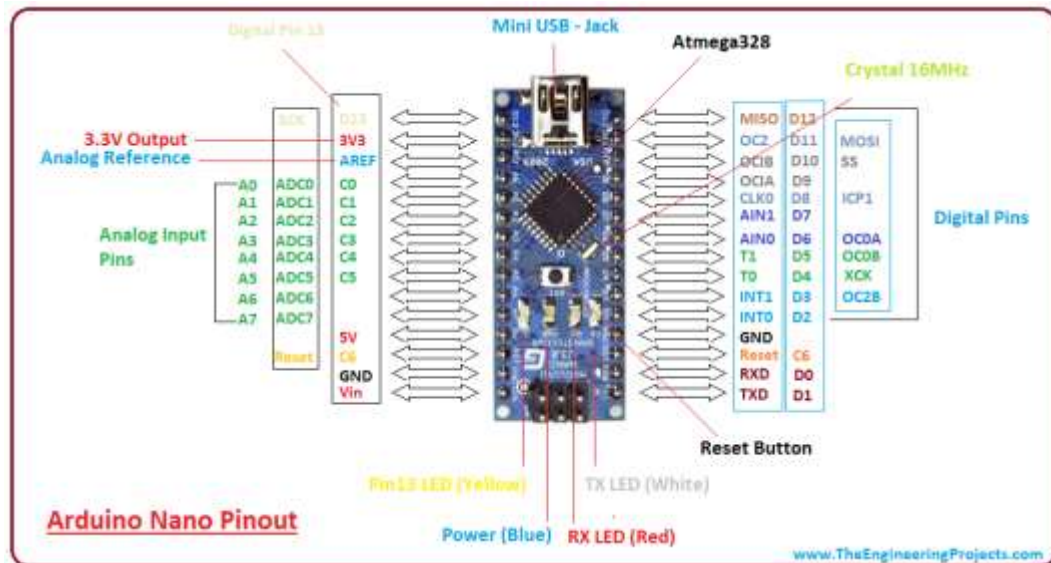 Mini USB - Jack
Digital Pin 13
Atmega328
Crystal 16MHz
SCK D13
3.3V Output 3V3
Analog Reference AREF
A0 ADC0 C0
A1 ADC1 C1
A2 ADC2 C2
A3 ADC3 C3
A4 ADC4 C4
A5 ADC5 C5
A6 ADC6
A7 ADC7
Analog Input
Pins
5V
Reset C6
GND
Vin
MISO D12
OC2 D11 MOSI
OCIB D10 SS
OCIA D9
CLK0 D8 ICP1
AIN1 D7
AIN0 D6 OC0A
T1 D5 OC0B
T0 D4 XCK
INT1 D3 OC2B
INT0 D2
GND
Reset C6
RXD D0
TXD D1
Digital Pins
Reset Button
Pin13 LED (Yellow)
TX LED (White)
Power (Blue)
RX LED (Red)
Arduino Nano Pinout
www.TheEngineeringProjects.com